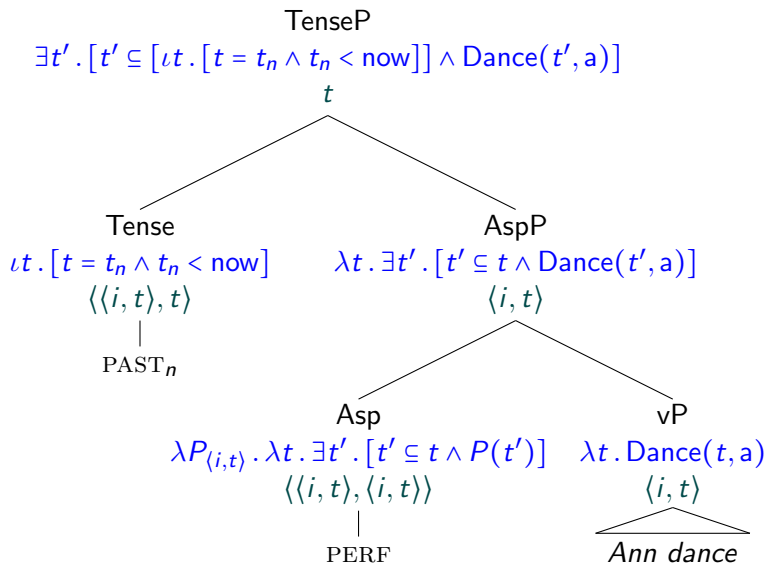 TenseP
∃t′ . [t′ ⊆ [ιt . [t = tₙ ∧ tₙ < now]] ∧ Dance(t′, a)]
t
Tense AspP
ιt . [t = tₙ ∧ tₙ < now] λt . ∃t′ . [t′ ⊆ t ∧ Dance(t′, a)]
⟨⟨i, t⟩, t⟩ ⟨i, t⟩
PASTₙ
Asp vP
λP⟨i,t⟩ . λt . ∃t′ . [t′ ⊆ t ∧ P(t′)] λt . Dance(t, a)
⟨⟨i, t⟩, ⟨i, t⟩⟩ ⟨i, t⟩
PERF Ann dance